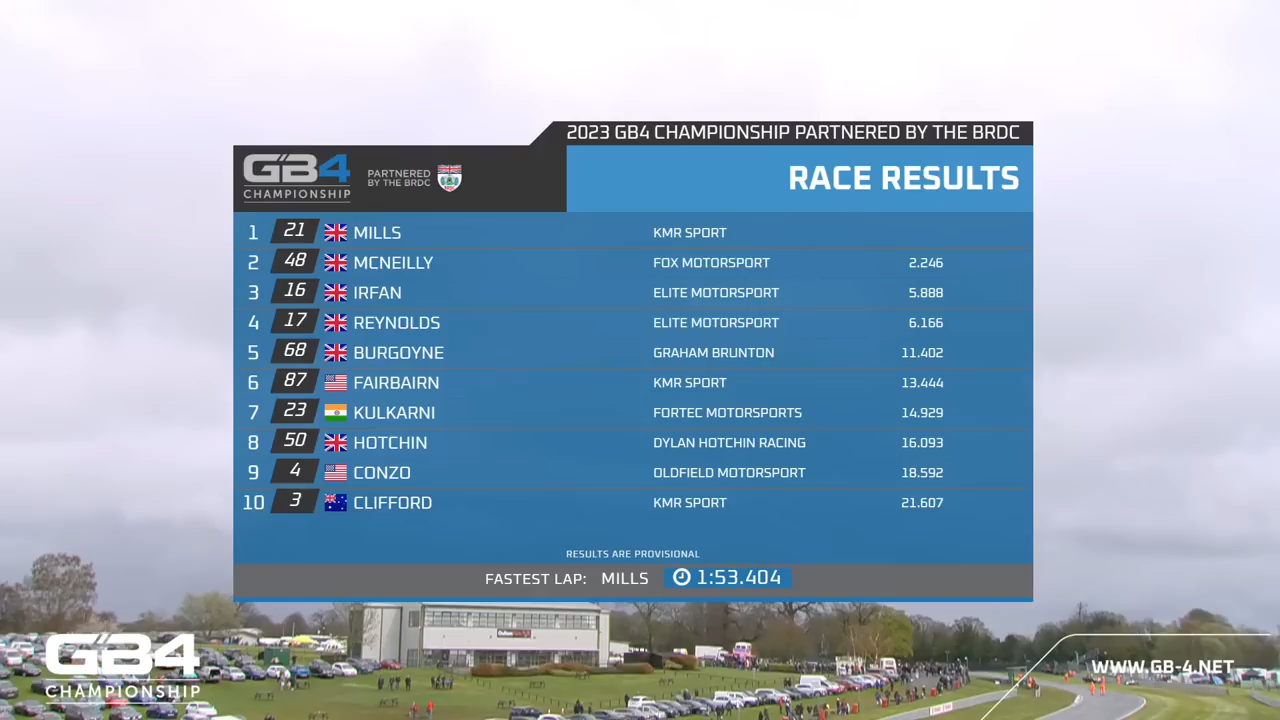 2023 GB4 CHAMPIONSHIP PARTNERED BY THE BRDC
GB4
CHAMPIONSHIP
PARTNERED
BY THE BRDC
RACE RESULTS
1 21 MILLS KMR SPORT
2 48 MCNEILLY FOX MOTORSPORT 2.246
3 16 IRFAN ELITE MOTORSPORT 5.888
4 17 REYNOLDS ELITE MOTORSPORT 6.166
5 68 BURGOYNE GRAHAM BRUNTON 11.402
6 87 FAIRBAIRN KMR SPORT 13.444
7 23 KULKARNI FORTEC MOTORSPORTS 14.929
8 50 HOTCHIN DYLAN HOTCHIN RACING 16.093
9 4 CONZO OLDFIELD MOTORSPORT 18.592
10 3 CLIFFORD KMR SPORT 21.607
RESULTS ARE PROVISIONAL
FASTEST LAP: MILLS 1:53.404
GB4
CHAMPIONSHIP
WWW.GB-4.NET